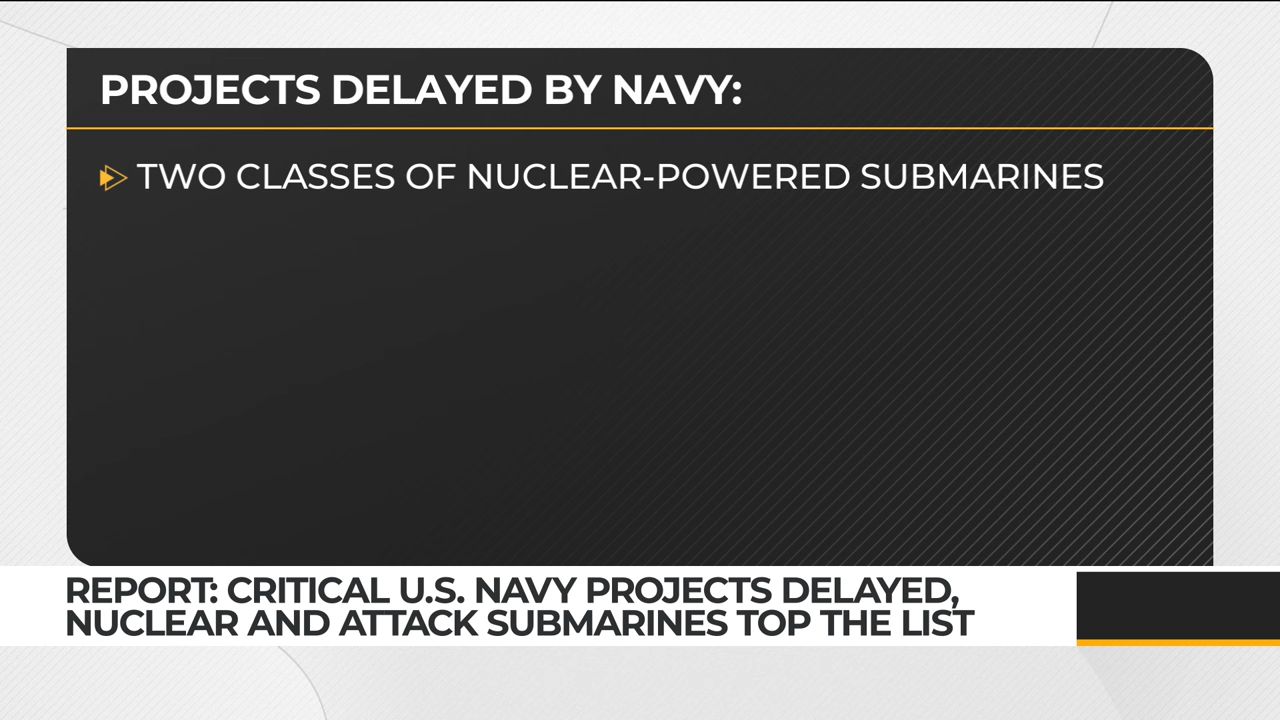 PROJECTS DELAYED BY NAVY:
TWO CLASSES OF NUCLEAR-POWERED SUBMARINES
REPORT: CRITICAL U.S. NAVY PROJECTS DELAYED,
NUCLEAR AND ATTACK SUBMARINES TOP THE LIST